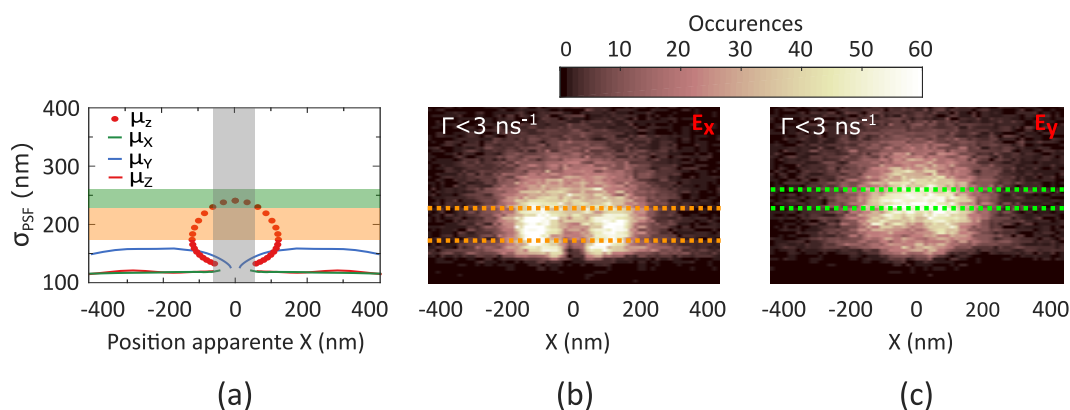 Occurences
0 10 20 30 40 50 60
400
300
200
100
σPSF (nm)
μz
μX
μY
μZ
-400 -200 0 200 400
Position apparente X (nm)
(a)
Γ<3 ns⁻¹
Ex
-400 -200 0 200 400
X (nm)
(b)
Γ<3 ns⁻¹
Ey
-400 -200 0 200 400
X (nm)
(c)